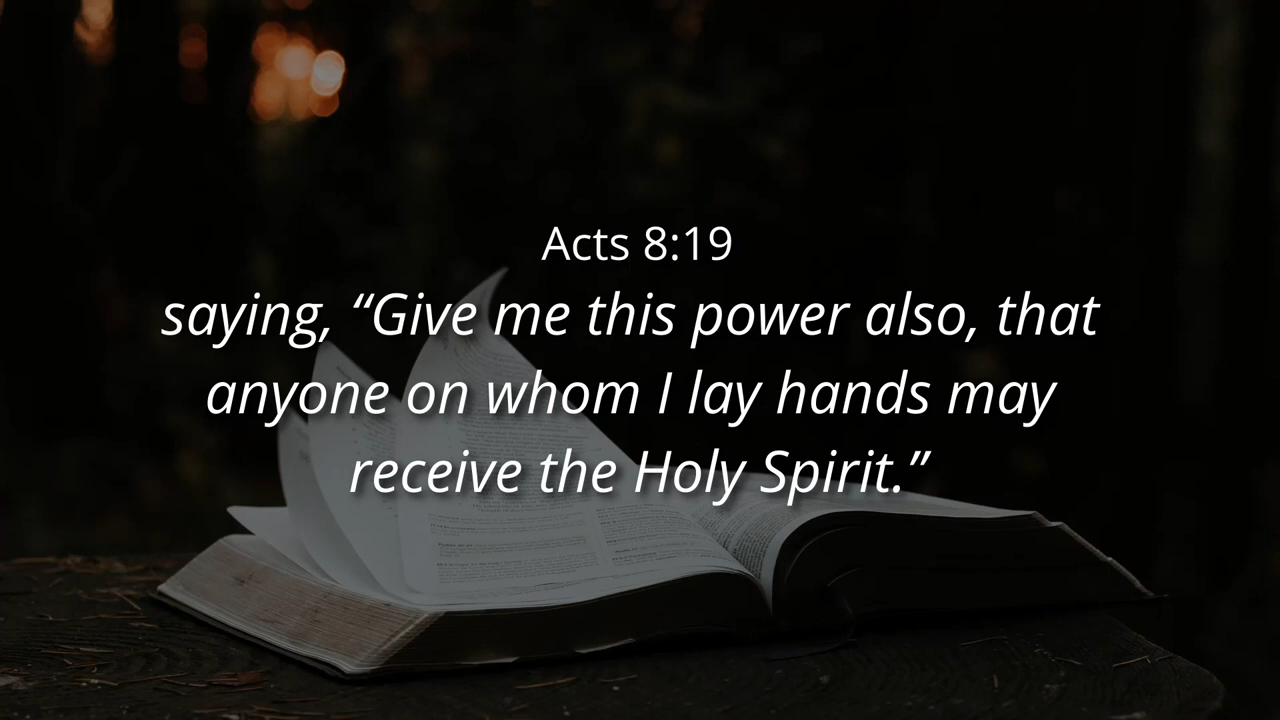 Acts 8:19
saying, “Give me this power also, that
anyone on whom I lay hands may
receive the Holy Spirit.”